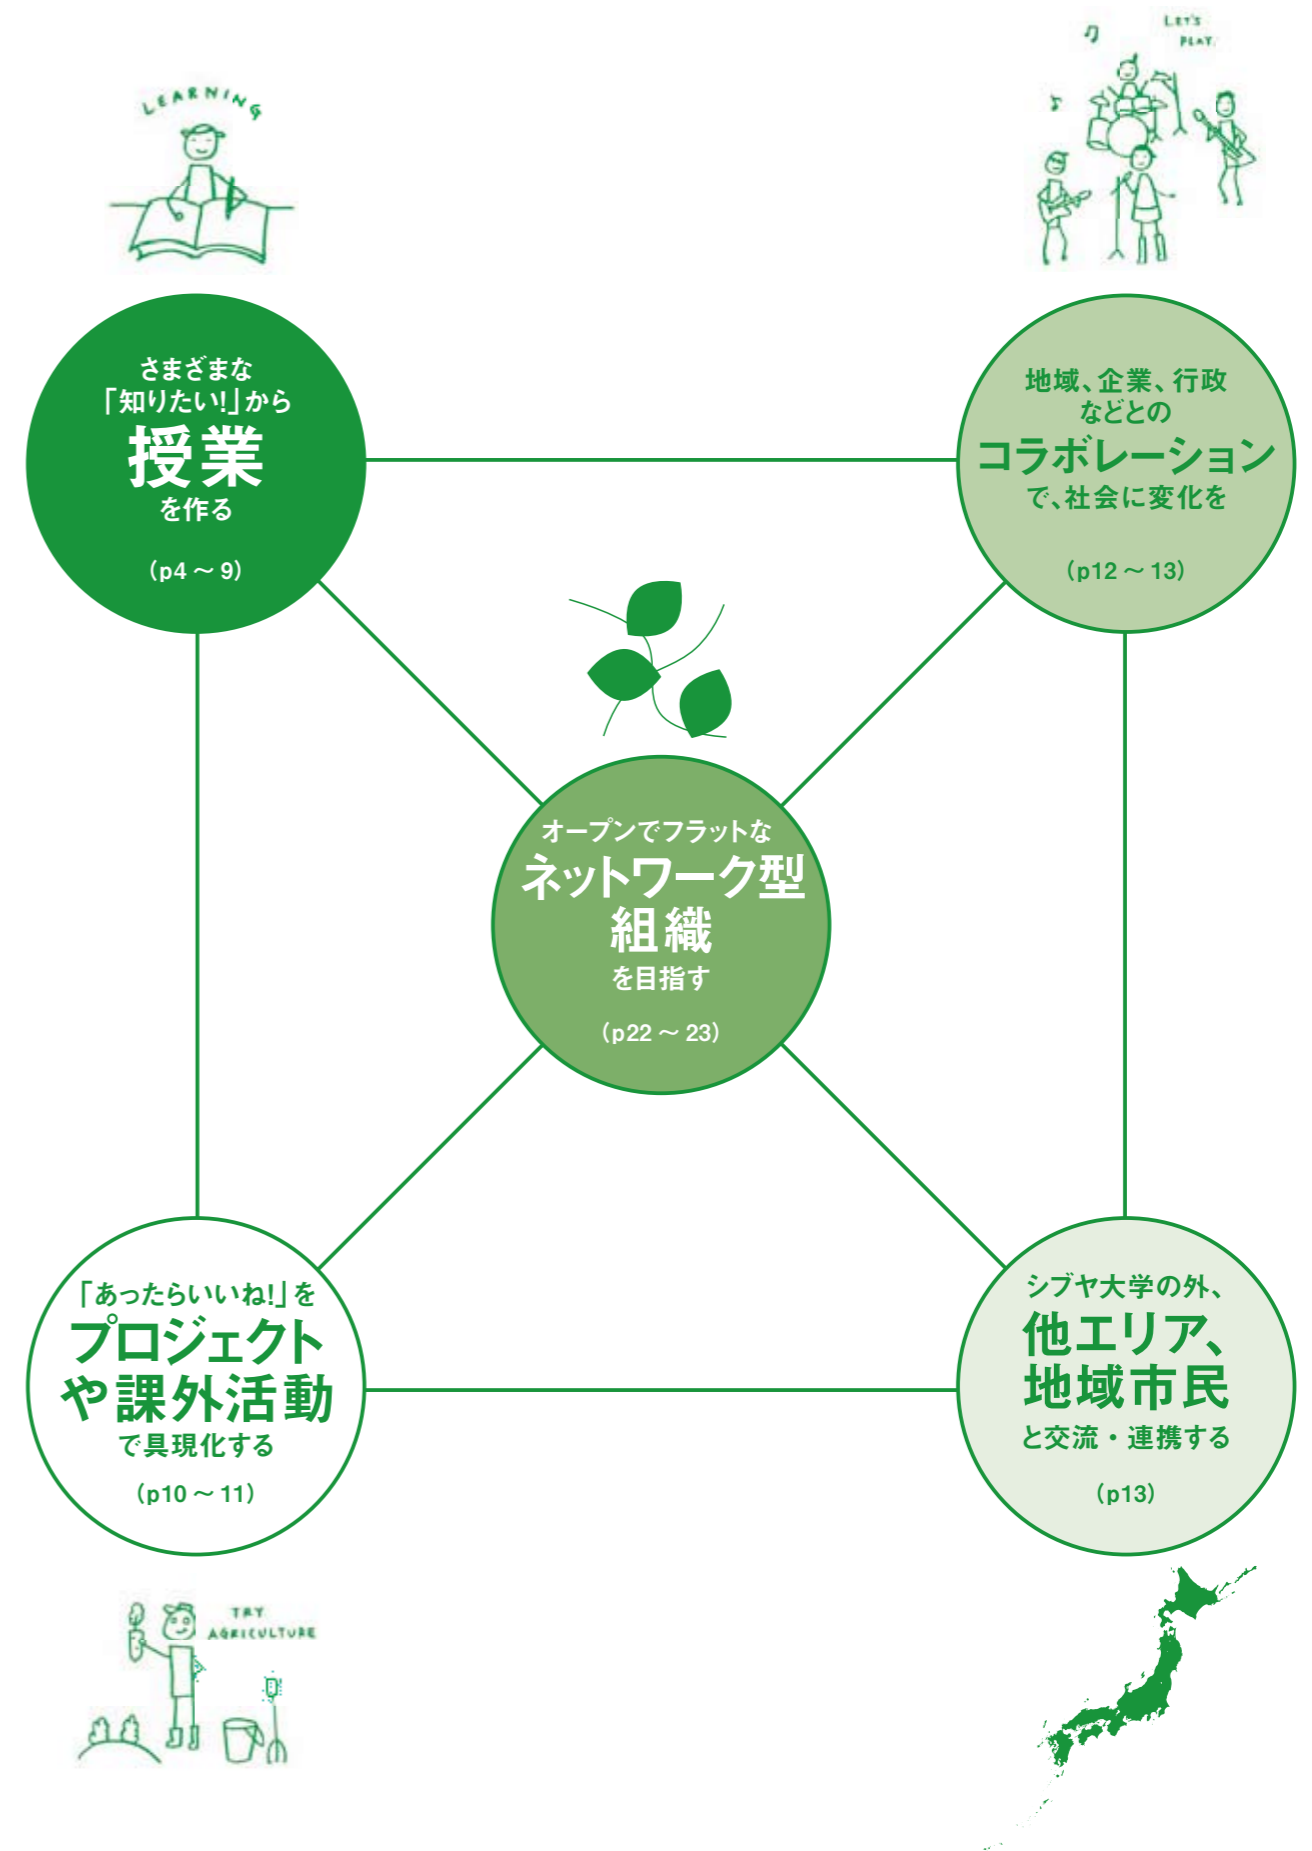 LEARNING
LET'S
PLAY.
さまざまな
「知りたい!」から
授業
を作る
(p4 ~ 9)
地域、企業、行政
などとの
コラボレーション
で、社会に変化を
(p12 ~ 13)
オープンでフラットな
ネットワーク型
組織
を目指す
(p22 ~ 23)
「あったらいいね!」を
プロジェクト
や課外活動
で具現化する
(p10 ~ 11)
シブヤ大学の外、
他エリア、
地域市民
と交流・連携する
(p13)
TRY
AGRICULTURE